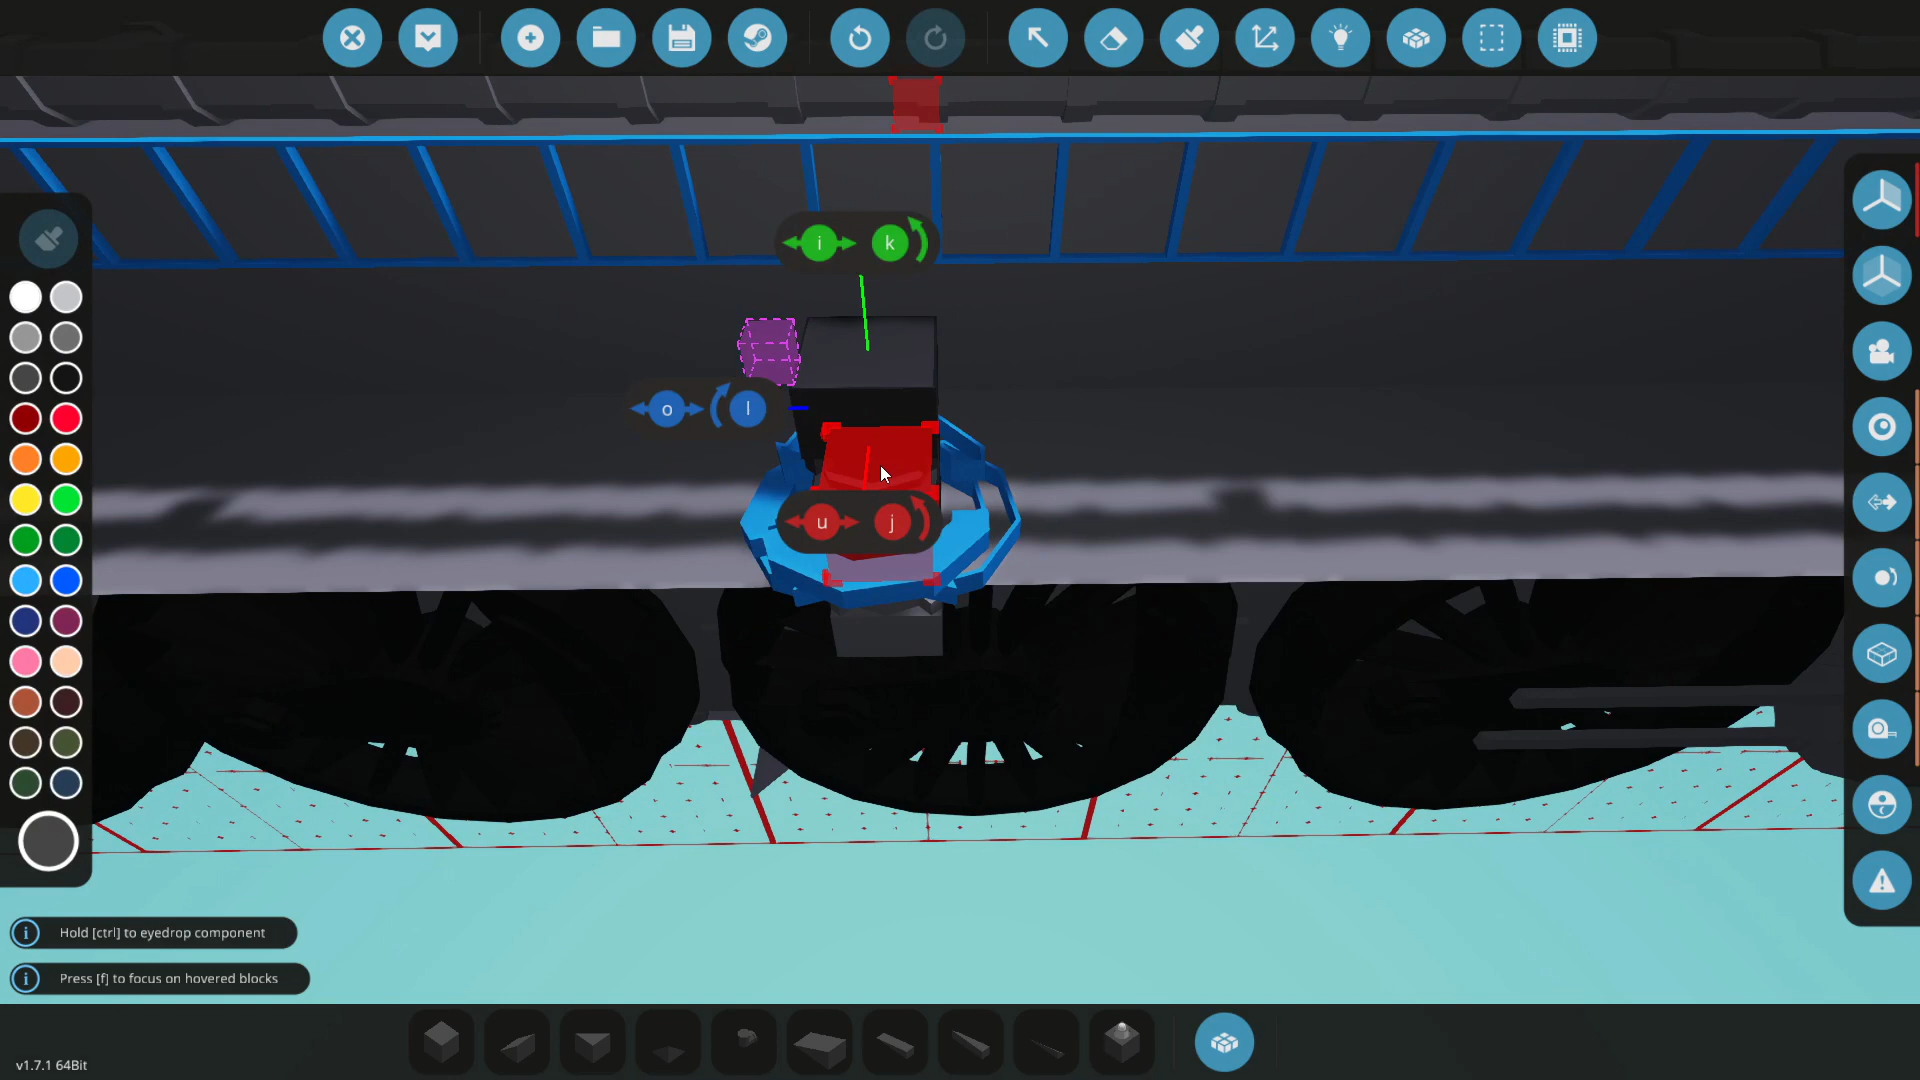 i k
o l
u j
Hold [ctrl] to eyedrop component
Press [f] to focus on hovered blocks
v1.7.1 64Bit